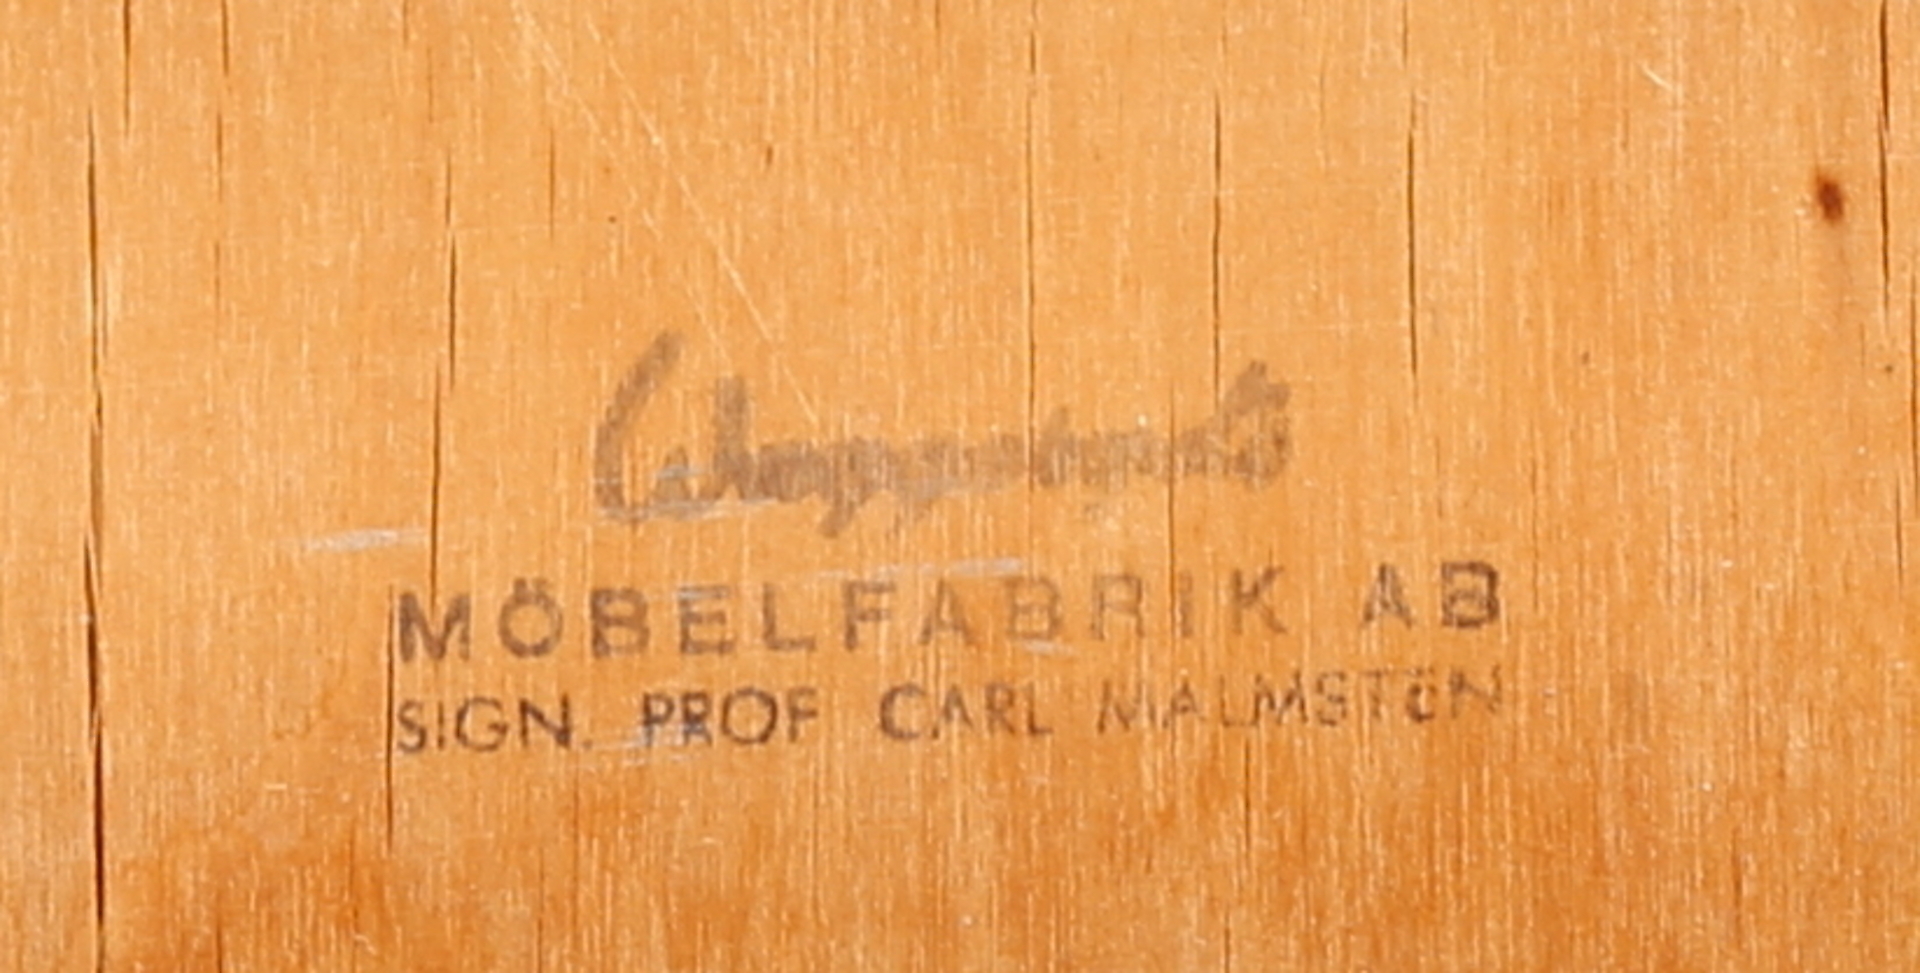 MÖBELFABRIK AB
SIGN. PROF CARL MALMSTEN